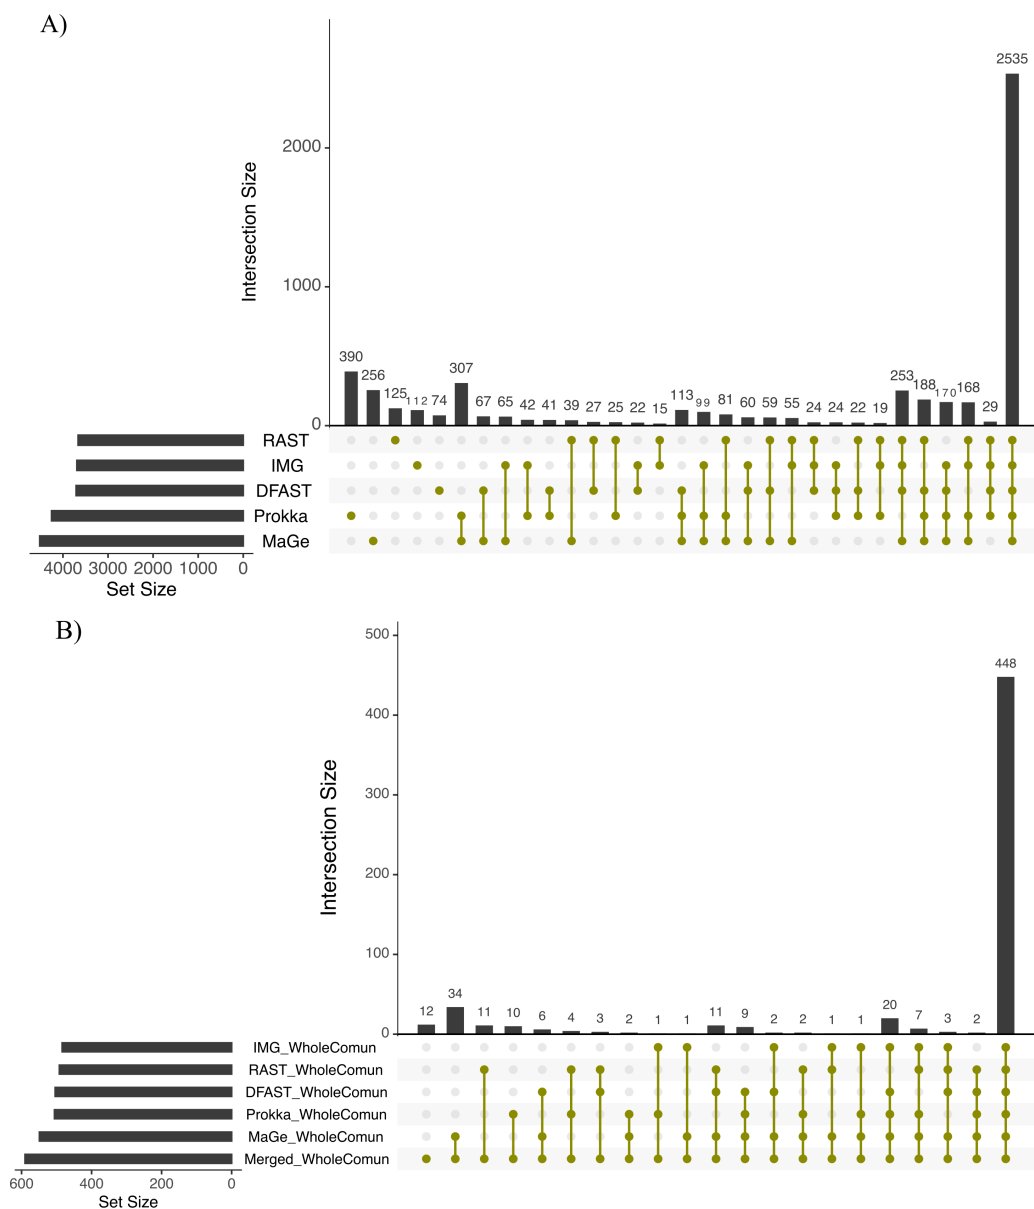 A)
2535
2000
Intersection Size
1000
390 256 125 112 74 307 67 65 42 41 39 27 25 22 15 113 99 81 60 59 55 24 24 22 19 253 188 170 168 29
0
RAST
IMG
DFAST
Prokka
MaGe
4000 3000 2000 1000 0
Set Size
B)
500
448
400
300
Intersection Size
200
100
12 34 11 10 6 4 3 2 1 1 11 9 2 2 1 1 20 7 3 2
0
IMG_WholeComun
RAST_WholeComun
DFAST_WholeComun
Prokka_WholeComun
MaGe_WholeComun
Merged_WholeComun
600 400 200 0
Set Size